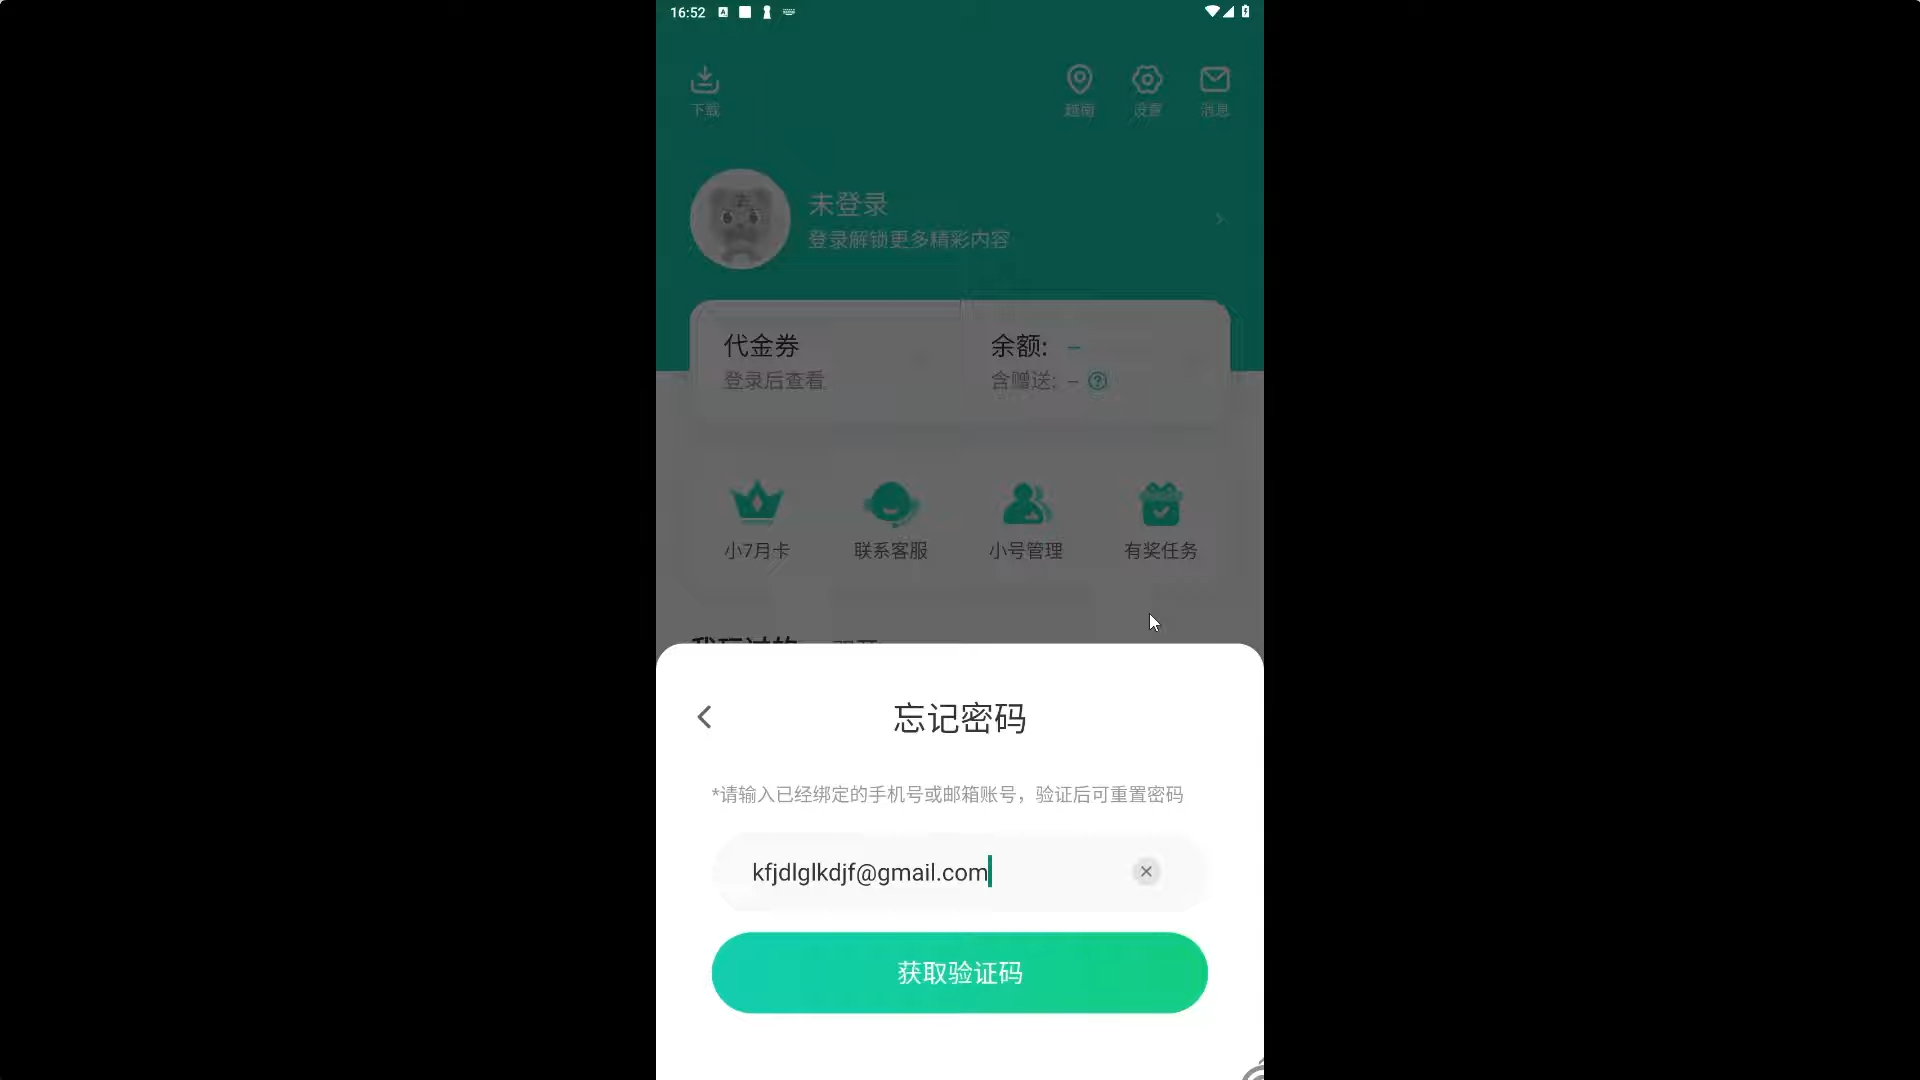 16:52
下载
越南
设置
消息
未登录
登录解锁更多精彩内容
代金券
余额: –
登录后查看
含赠送: –
小7月卡
联系客服
小号管理
有奖任务
忘记密码
*请输入已经绑定的手机号或邮箱账号，验证后可重置密码
kfjdlglkdjf@gmail.com
获取验证码